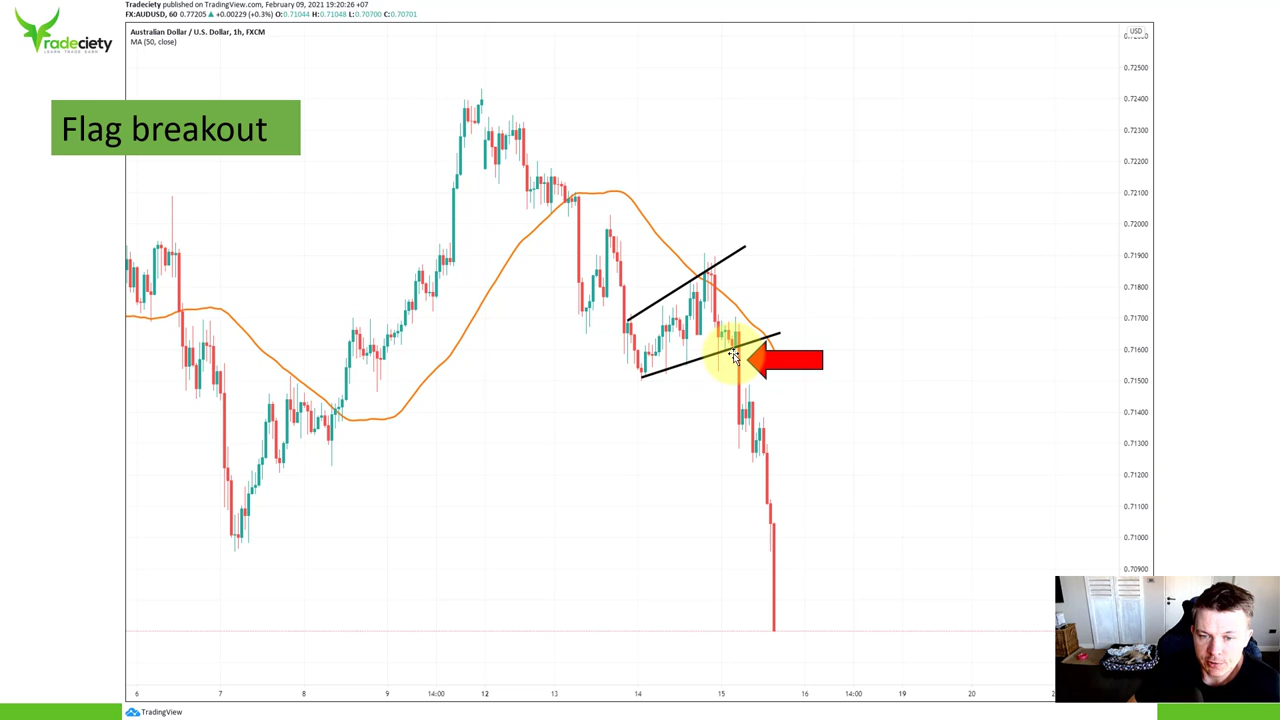 Tradeciety published on TradingView.com, February 09, 2021 19:20:26 +07
FX:AUDUSD, 60 0.77205 ▲ +0.00229 (+0.3%) O:0.71044 H:0.71048 L:0.70700 C:0.70701
Tradeciety
LEARN TRADE EARN
Australian Dollar / U.S. Dollar, 1h, FXCM
MA (50, close)
USD
Flag breakout
0.72500
0.72400
0.72300
0.72200
0.72100
0.72000
0.71900
0.71800
0.71700
0.71600
0.71500
0.71400
0.71300
0.71200
0.71100
0.71000
0.70900
6 7 8 9 14:00 12 13 14 15 16 14:00 19 20
TradingView